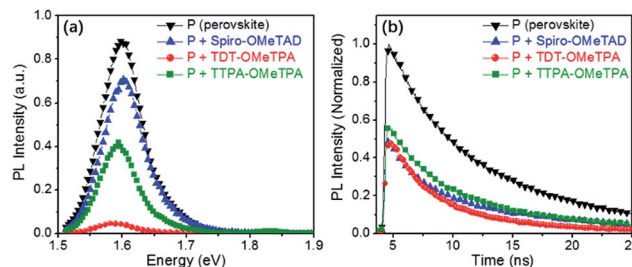 (a)
P (perovskite)
P + Spiro-OMeTAD
P + TDT-OMeTPA
P + TTPA-OMeTPA
PL Intensity (a.u.)
0.8
0.6
0.4
0.2
0.0
1.5 1.6 1.7 1.8 1.9
Energy (eV)
(b)
P (perovskite)
P + Spiro-OMeTAD
P + TDT-OMeTPA
P + TTPA-OMeTPA
PL Intensity (Normalized)
1.0
0.8
0.6
0.4
0.2
0.0
5 10 15 20 25
Time (ns)